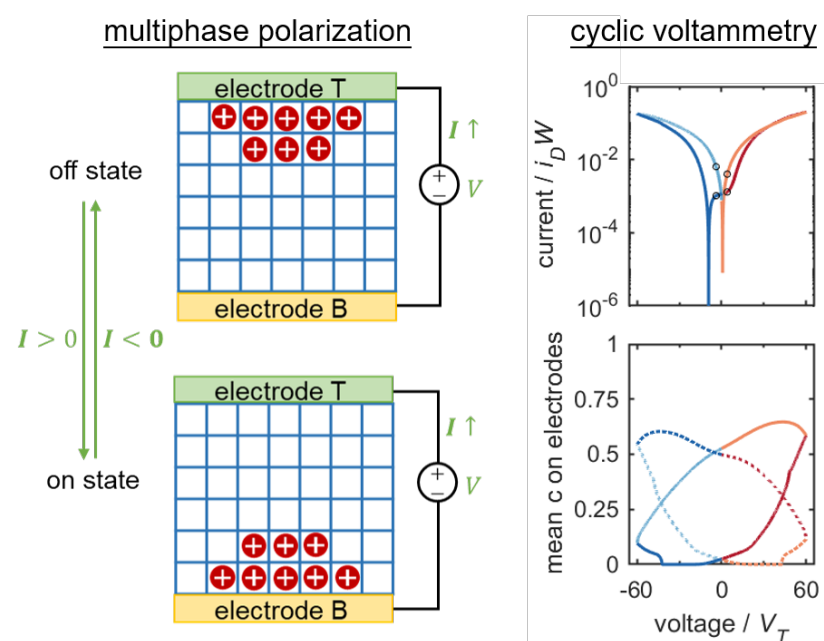 multiphase polarization
electrode T
I ↑
off state
+
−
V
electrode B
I > 0
I < 0
electrode T
I ↑
on state
+
−
V
electrode B
cyclic voltammetry
current / i_D W
10^0
10^-2
10^-4
10^-6
mean c on electrodes
1
0.75
0.5
0.25
0
-60
0
60
voltage / V_T